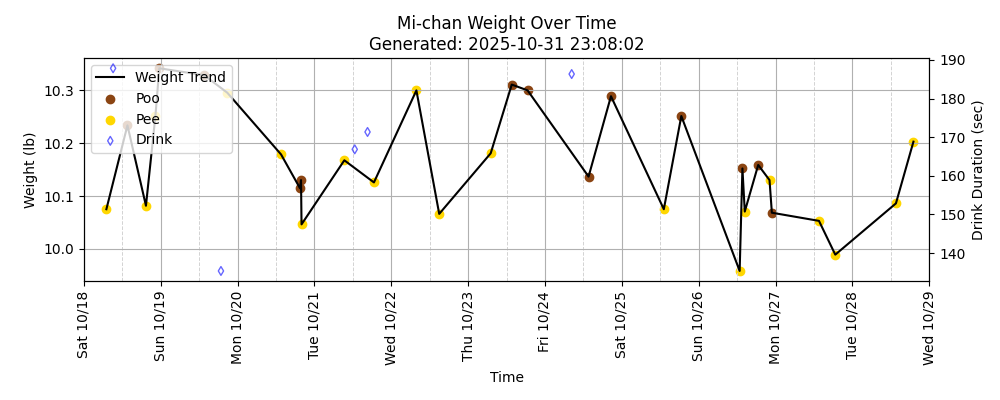 Mi-chan Weight Over Time
Generated: 2025-10-31 23:08:02
Weight Trend
Poo
Pee
Drink
Weight (lb)
10.3
10.2
10.1
10.0
190
180
170
160
150
140
Drink Duration (sec)
Sat 10/18
Sun 10/19
Mon 10/20
Tue 10/21
Wed 10/22
Thu 10/23
Fri 10/24
Sat 10/25
Sun 10/26
Mon 10/27
Tue 10/28
Wed 10/29
Time